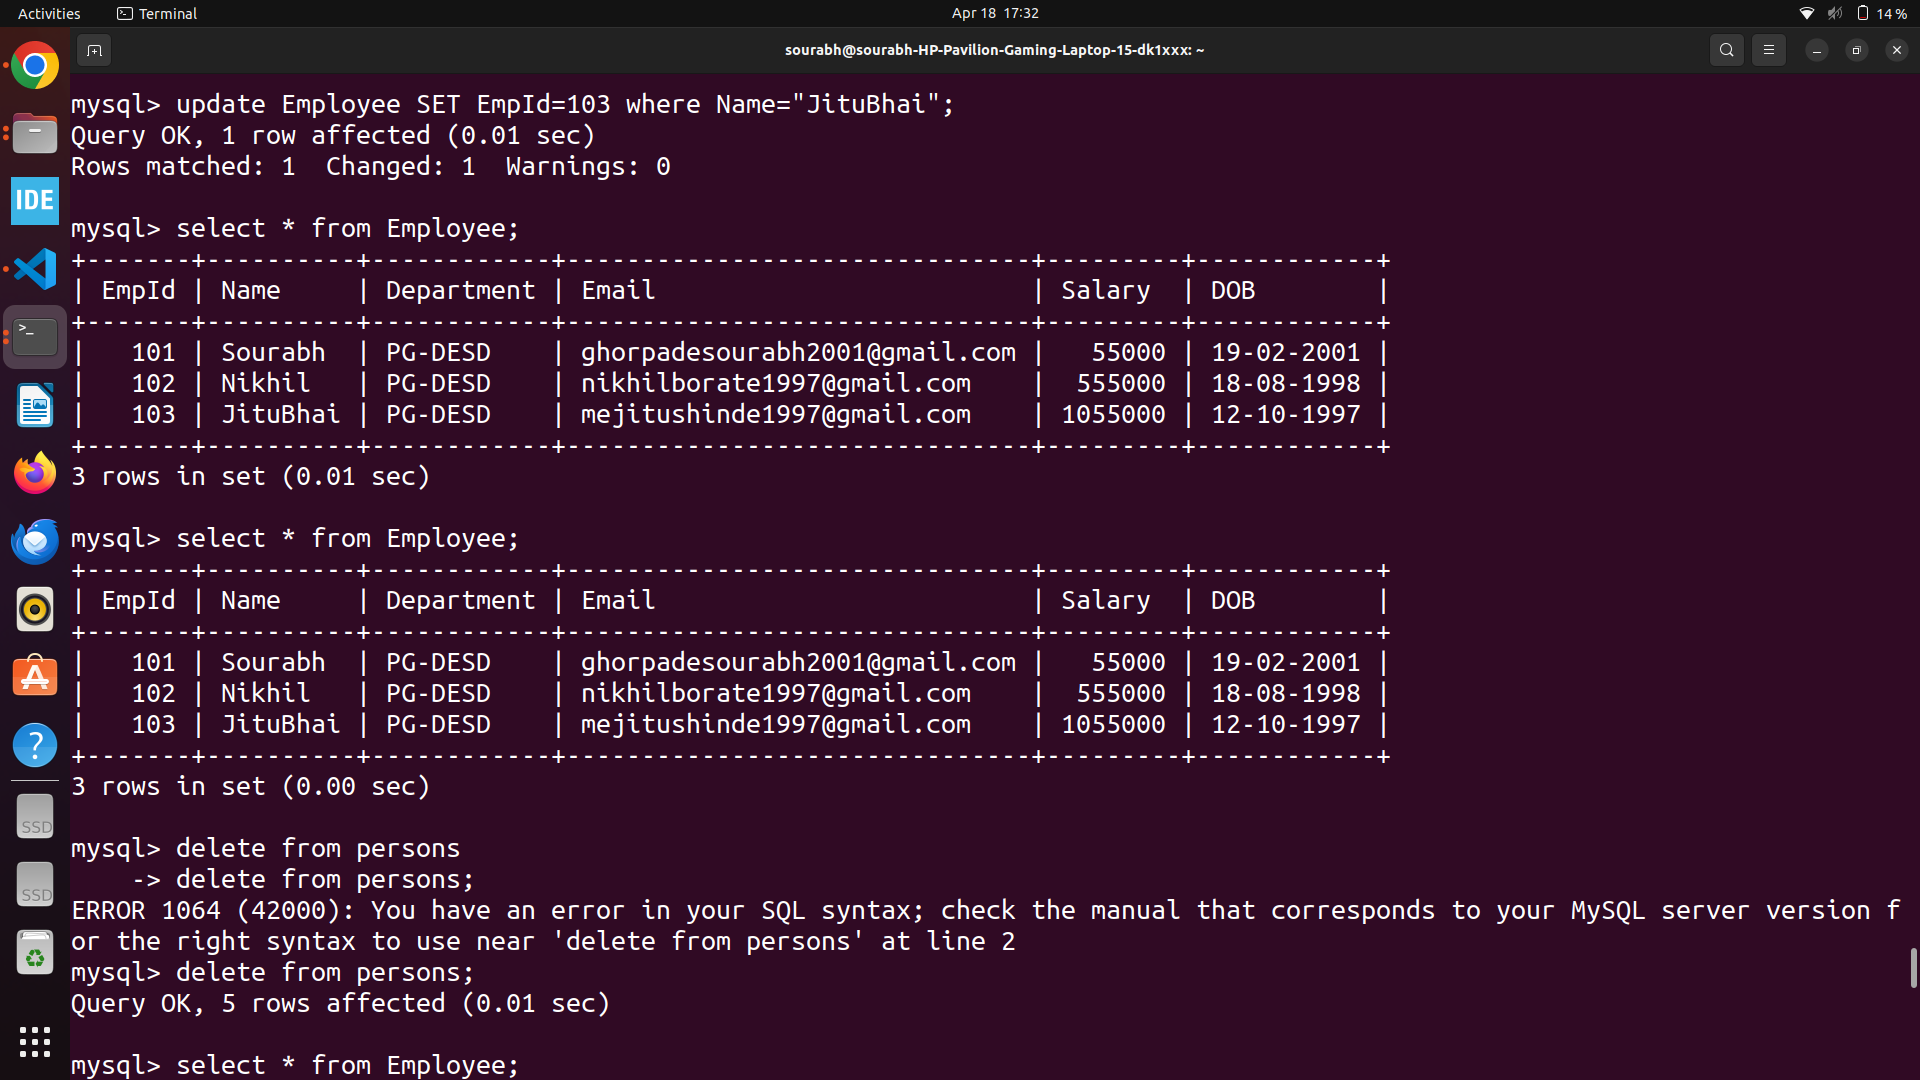 Activities Terminal Apr 18 17:32 14 %
sourabh@sourabh-HP-Pavilion-Gaming-Laptop-15-dk1xxx: ~
IDE
SSD
SSD
mysql> update Employee SET EmpId=103 where Name="JituBhai";
Query OK, 1 row affected (0.01 sec)
Rows matched: 1  Changed: 1  Warnings: 0

mysql> select * from Employee;
+-------+----------+------------+-------------------------------+---------+------------+
| EmpId | Name     | Department | Email                         | Salary  | DOB        |
+-------+----------+------------+-------------------------------+---------+------------+
|   101 | Sourabh  | PG-DESD    | ghorpadesourabh2001@gmail.com |   55000 | 19-02-2001 |
|   102 | Nikhil   | PG-DESD    | nikhilborate1997@gmail.com    |  555000 | 18-08-1998 |
|   103 | JituBhai | PG-DESD    | mejitushinde1997@gmail.com    | 1055000 | 12-10-1997 |
+-------+----------+------------+-------------------------------+---------+------------+
3 rows in set (0.01 sec)

mysql> select * from Employee;
+-------+----------+------------+-------------------------------+---------+------------+
| EmpId | Name     | Department | Email                         | Salary  | DOB        |
+-------+----------+------------+-------------------------------+---------+------------+
|   101 | Sourabh  | PG-DESD    | ghorpadesourabh2001@gmail.com |   55000 | 19-02-2001 |
|   102 | Nikhil   | PG-DESD    | nikhilborate1997@gmail.com    |  555000 | 18-08-1998 |
|   103 | JituBhai | PG-DESD    | mejitushinde1997@gmail.com    | 1055000 | 12-10-1997 |
+-------+----------+------------+-------------------------------+---------+------------+
3 rows in set (0.00 sec)

mysql> delete from persons
    -> delete from persons;
ERROR 1064 (42000): You have an error in your SQL syntax; check the manual that corresponds to your MySQL server version f
or the right syntax to use near 'delete from persons' at line 2
mysql> delete from persons;
Query OK, 5 rows affected (0.01 sec)

mysql> select * from Employee;